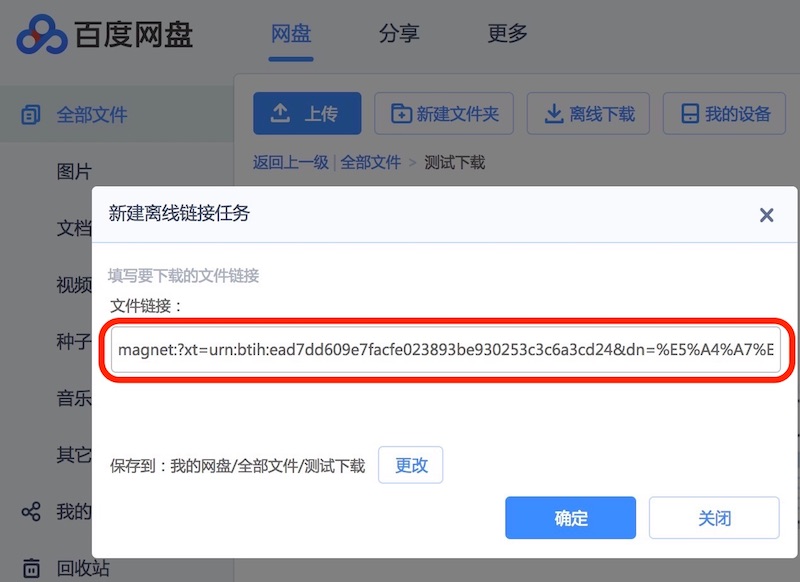 百度网盘
网盘
分享
更多
全部文件
上传
新建文件夹
离线下载
我的设备
返回上一级 | 全部文件 > 测试下载
图片
文档
视频
种子
音乐
其它
我的
回收站
新建离线链接任务
填写要下载的文件链接
文件链接：
magnet:?xt=urn:btih:ead7dd609e7facfe023893be930253c3c6a3cd24&dn=%E5%A4%A7%E
保存到：我的网盘/全部文件/测试下载
更改
确定
关闭